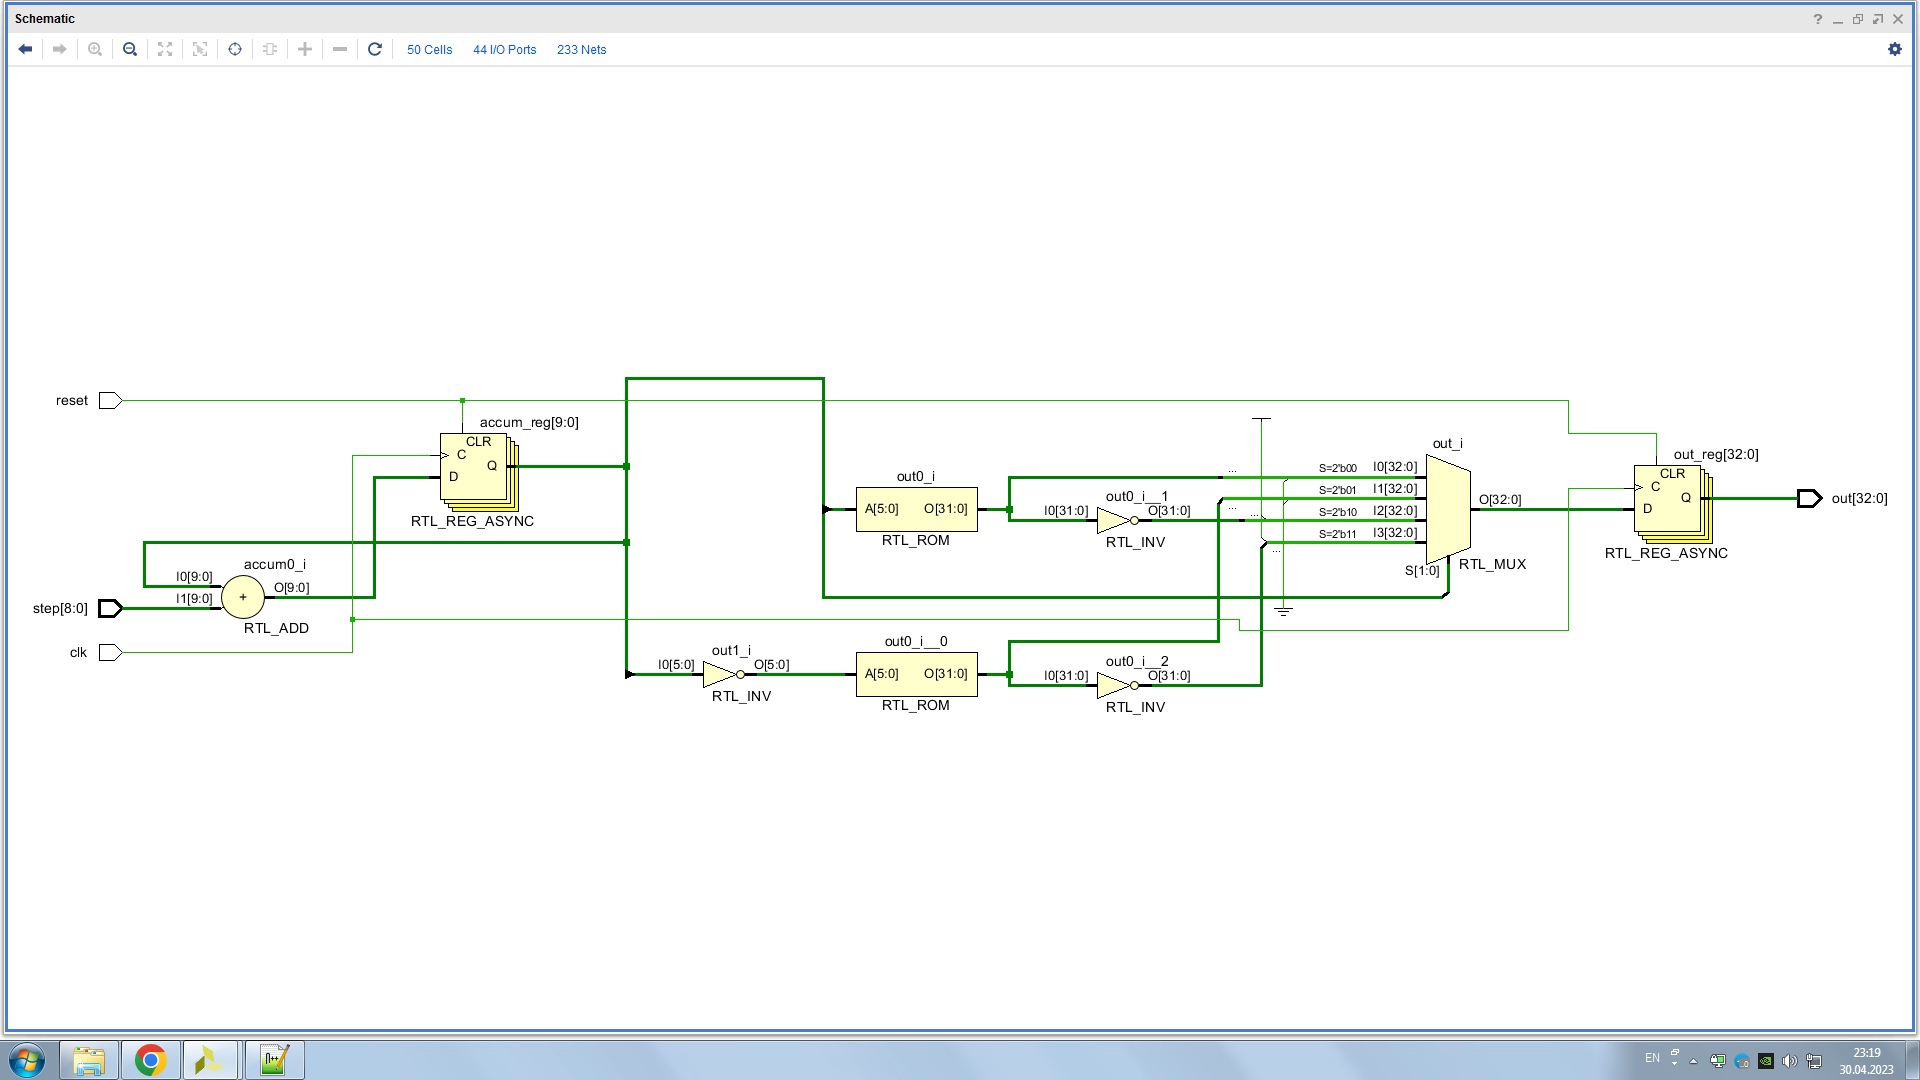 Schematic
50 Cells 44 I/O Ports 233 Nets
reset
accum_reg[9:0]
CLR
C
Q
D
RTL_REG_ASYNC
accum0_i
I0[9:0]
I1[9:0]
O[9:0]
+
RTL_ADD
step[8:0]
clk
out1_i
I0[5:0]
O[5:0]
RTL_INV
out0_i
A[5:0] O[31:0]
RTL_ROM
out0_i__0
A[5:0] O[31:0]
RTL_ROM
out0_i__1
I0[31:0] O[31:0]
RTL_INV
out0_i__2
I0[31:0] O[31:0]
RTL_INV
...
...
...
...
out_i
S=2'b00 I0[32:0]
S=2'b01 I1[32:0]
S=2'b10 I2[32:0]
S=2'b11 I3[32:0]
S[1:0]
O[32:0]
RTL_MUX
out_reg[32:0]
CLR
C
Q
D
RTL_REG_ASYNC
out[32:0]
EN
23:19
30.04.2023